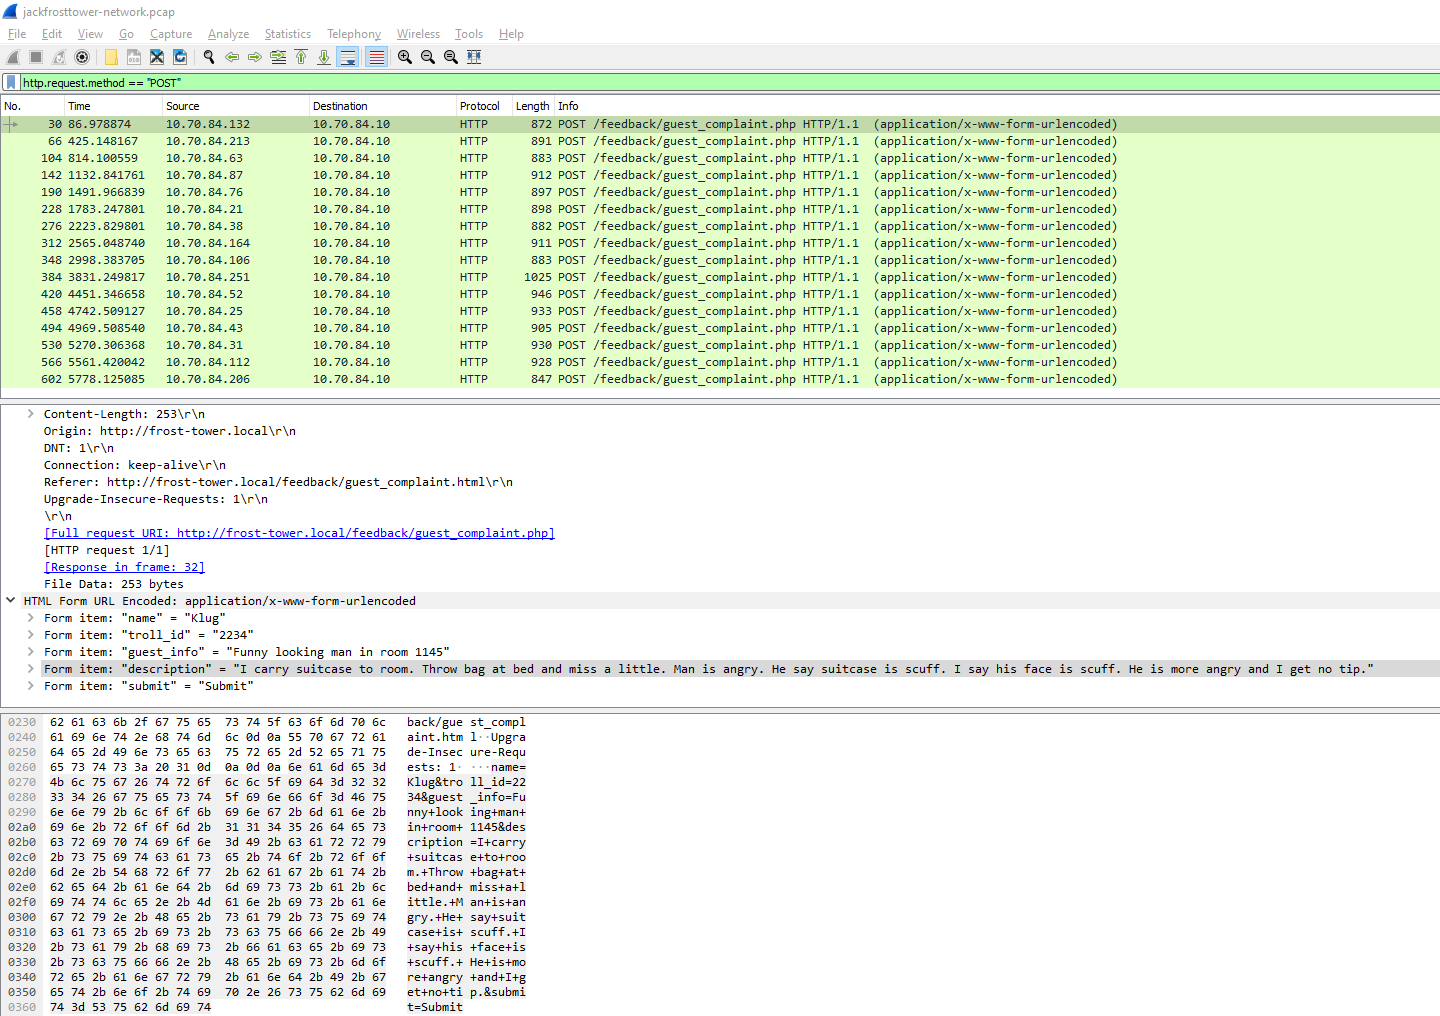 jackfrosttower-network.pcap
File Edit View Go Capture Analyze Statistics Telephony Wireless Tools Help
http.request.method == "POST"
No. Time Source Destination Protocol Length Info
30 86.978874 10.70.84.132 10.70.84.10 HTTP 872 POST /feedback/guest_complaint.php HTTP/1.1 (application/x-www-form-urlencoded)
66 425.148167 10.70.84.213 10.70.84.10 HTTP 891 POST /feedback/guest_complaint.php HTTP/1.1 (application/x-www-form-urlencoded)
104 814.100559 10.70.84.63 10.70.84.10 HTTP 883 POST /feedback/guest_complaint.php HTTP/1.1 (application/x-www-form-urlencoded)
142 1132.841761 10.70.84.87 10.70.84.10 HTTP 912 POST /feedback/guest_complaint.php HTTP/1.1 (application/x-www-form-urlencoded)
190 1491.966839 10.70.84.76 10.70.84.10 HTTP 897 POST /feedback/guest_complaint.php HTTP/1.1 (application/x-www-form-urlencoded)
228 1783.247801 10.70.84.21 10.70.84.10 HTTP 898 POST /feedback/guest_complaint.php HTTP/1.1 (application/x-www-form-urlencoded)
276 2223.829801 10.70.84.38 10.70.84.10 HTTP 882 POST /feedback/guest_complaint.php HTTP/1.1 (application/x-www-form-urlencoded)
312 2565.048740 10.70.84.164 10.70.84.10 HTTP 911 POST /feedback/guest_complaint.php HTTP/1.1 (application/x-www-form-urlencoded)
348 2998.383705 10.70.84.106 10.70.84.10 HTTP 883 POST /feedback/guest_complaint.php HTTP/1.1 (application/x-www-form-urlencoded)
384 3831.249817 10.70.84.251 10.70.84.10 HTTP 1025 POST /feedback/guest_complaint.php HTTP/1.1 (application/x-www-form-urlencoded)
420 4451.346658 10.70.84.52 10.70.84.10 HTTP 946 POST /feedback/guest_complaint.php HTTP/1.1 (application/x-www-form-urlencoded)
458 4742.509127 10.70.84.25 10.70.84.10 HTTP 933 POST /feedback/guest_complaint.php HTTP/1.1 (application/x-www-form-urlencoded)
494 4969.508540 10.70.84.43 10.70.84.10 HTTP 905 POST /feedback/guest_complaint.php HTTP/1.1 (application/x-www-form-urlencoded)
530 5270.306368 10.70.84.31 10.70.84.10 HTTP 930 POST /feedback/guest_complaint.php HTTP/1.1 (application/x-www-form-urlencoded)
566 5561.420042 10.70.84.112 10.70.84.10 HTTP 928 POST /feedback/guest_complaint.php HTTP/1.1 (application/x-www-form-urlencoded)
602 5778.125085 10.70.84.206 10.70.84.10 HTTP 847 POST /feedback/guest_complaint.php HTTP/1.1 (application/x-www-form-urlencoded)
Content-Length: 253\r\n
Origin: http://frost-tower.local\r\n
DNT: 1\r\n
Connection: keep-alive\r\n
Referer: http://frost-tower.local/feedback/guest_complaint.html\r\n
Upgrade-Insecure-Requests: 1\r\n
\r\n
[Full request URI: http://frost-tower.local/feedback/guest_complaint.php]
[HTTP request 1/1]
[Response in frame: 32]
File Data: 253 bytes
HTML Form URL Encoded: application/x-www-form-urlencoded
Form item: "name" = "Klug"
Form item: "troll_id" = "2234"
Form item: "guest_info" = "Funny looking man in room 1145"
Form item: "description" = "I carry suitcase to room. Throw bag at bed and miss a little. Man is angry. He say suitcase is scuff. I say his face is scuff. He is more angry and I get no tip."
Form item: "submit" = "Submit"
0230 62 61 63 6b 2f 67 75 65 73 74 5f 63 6f 6d 70 6c back/gue st_compl
0240 61 69 6e 74 2e 68 74 6d 6c 0d 0a 55 70 67 72 61 aint.htm l··Upgra
0250 64 65 2d 49 6e 73 65 63 75 72 65 2d 52 65 71 75 de-Insec ure-Requ
0260 65 73 74 73 3a 20 31 0d 0a 0d 0a 6e 61 6d 65 3d ests: 1· ···name=
0270 4b 6c 75 67 26 74 72 6f 6c 6c 5f 69 64 3d 32 32 Klug&tro ll_id=22
0280 33 34 26 67 75 65 73 74 5f 69 6e 66 6f 3d 46 75 34&guest _info=Fu
0290 6e 6e 79 2b 6c 6f 6f 6b 69 6e 67 2b 6d 61 6e 2b nny+look ing+man+
02a0 69 6e 2b 72 6f 6f 6d 2b 31 31 34 35 26 64 65 73 in+room+ 1145&des
02b0 63 72 69 70 74 69 6f 6e 3d 49 2b 63 61 72 72 79 cription =I+carry
02c0 2b 73 75 69 74 63 61 73 65 2b 74 6f 2b 72 6f 6f +suitcas e+to+roo
02d0 6d 2e 2b 54 68 72 6f 77 2b 62 61 67 2b 61 74 2b m.+Throw +bag+at+
02e0 62 65 64 2b 61 6e 64 2b 6d 69 73 73 2b 61 2b 6c bed+and+ miss+a+l
02f0 69 74 74 6c 65 2e 2b 4d 61 6e 2b 69 73 2b 61 6e ittle.+M an+is+an
0300 67 72 79 2e 2b 48 65 2b 73 61 79 2b 73 75 69 74 gry.+He+ say+suit
0310 63 61 73 65 2b 69 73 2b 73 63 75 66 66 2e 2b 49 case+is+ scuff.+I
0320 2b 73 61 79 2b 68 69 73 2b 66 61 63 65 2b 69 73 +say+his +face+is
0330 2b 73 63 75 66 66 2e 2b 48 65 2b 69 73 2b 6d 6f +scuff.+ He+is+mo
0340 72 65 2b 61 6e 67 72 79 2b 61 6e 64 2b 49 2b 67 re+angry +and+I+g
0350 65 74 2b 6e 6f 2b 74 69 70 2e 26 73 75 62 6d 69 et+no+ti p.&submi
0360 74 3d 53 75 62 6d 69 74 t=Submit